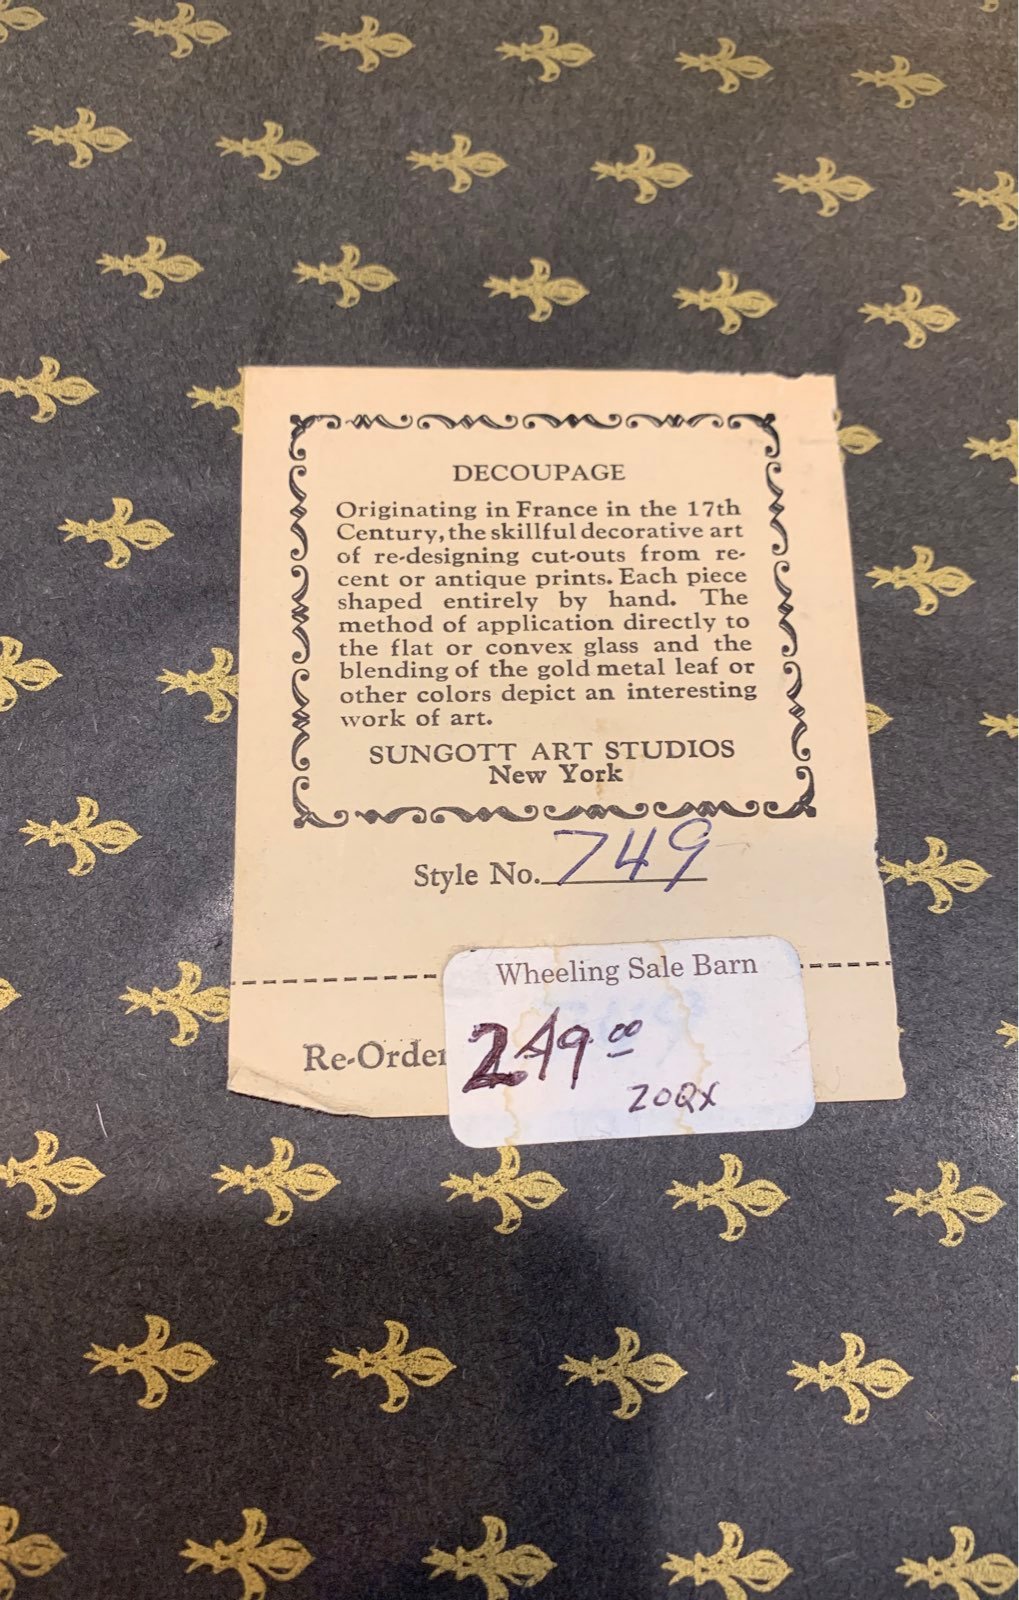 DECOUPAGE
Originating in France in the 17th
Century, the skillful decorative art
of re-designing cut-outs from re-
cent or antique prints. Each piece
shaped entirely by hand. The
method of application directly to
the flat or convex glass and the
blending of the gold metal leaf or
other colors depict an interesting
work of art.
SUNGOTT ART STUDIOS
New York
Style No. 749
Wheeling Sale Barn
Re-Order
249.00
ZOQX